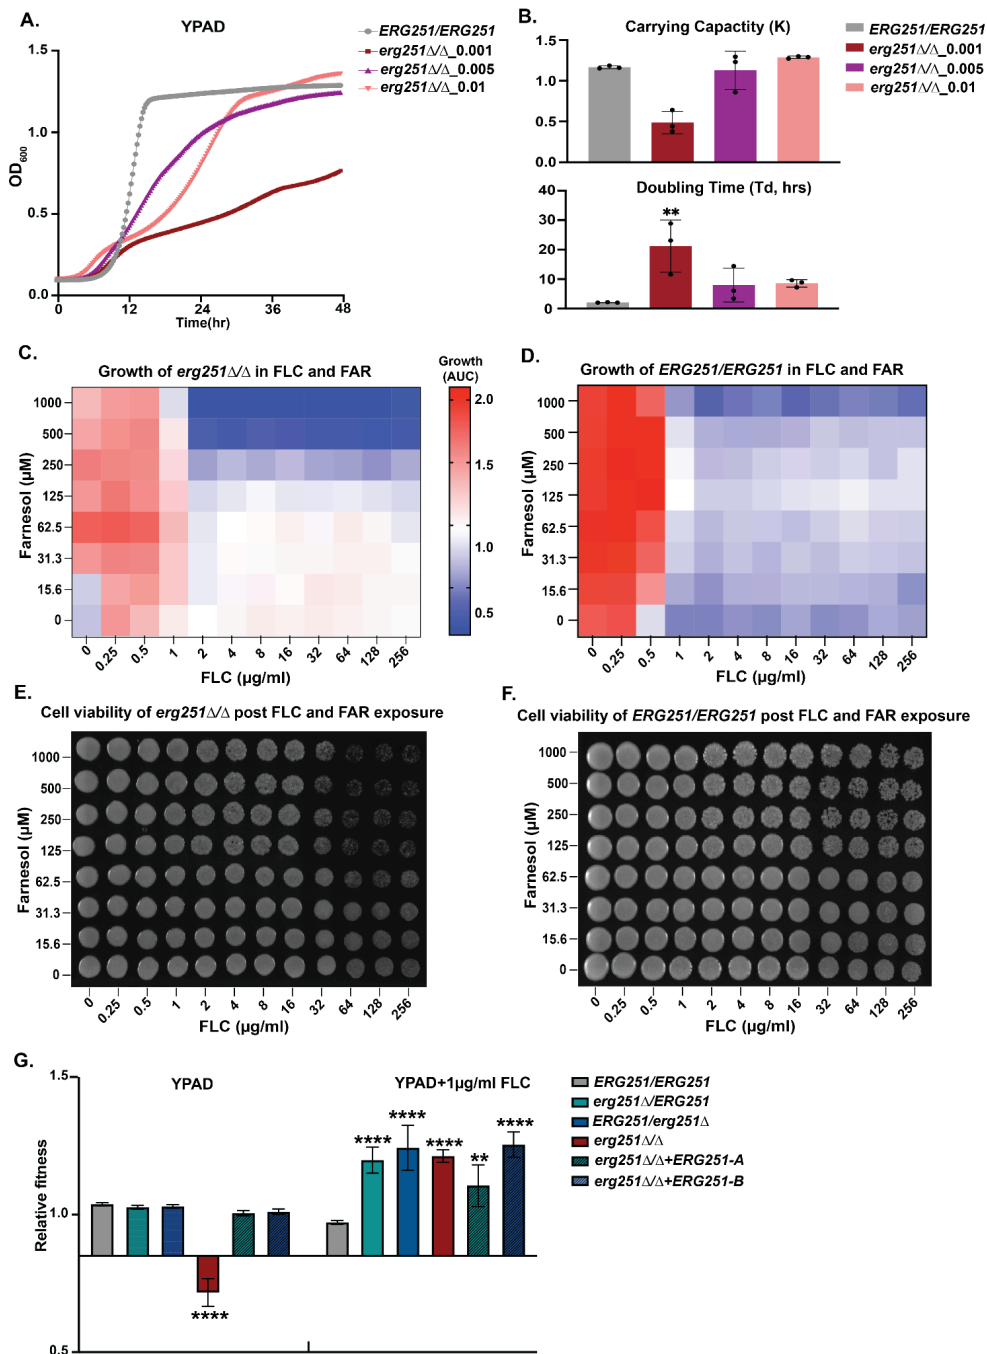 A.
YPAD
OD600
1.5
1.0
0.5
0.0
0
12
24
36
48
Time(hr)
ERG251/ERG251
erg251Δ/Δ_0.001
erg251Δ/Δ_0.005
erg251Δ/Δ_0.01
B.
Carrying Capactity (K)
1.5
1.0
0.5
0.0
Doubling Time (Td, hrs)
40
30
20
10
0
**
ERG251/ERG251
erg251Δ/Δ_0.001
erg251Δ/Δ_0.005
erg251Δ/Δ_0.01
C.
Growth of erg251Δ/Δ in FLC and FAR
Farnesol (µM)
1000
500
250
125
62.5
31.3
15.6
0
0
0.25
0.5
1
2
4
8
16
32
64
128
256
FLC (µg/ml)
Growth
(AUC)
2.0
1.5
1.0
0.5
D.
Growth of ERG251/ERG251 in FLC and FAR
Farnesol (µM)
1000
500
250
125
62.5
31.3
15.6
0
0
0.25
0.5
1
2
4
8
16
32
64
128
256
FLC (µg/ml)
E.
Cell viability of erg251Δ/Δ post FLC and FAR exposure
Farnesol (µM)
1000
500
250
125
62.5
31.3
15.6
0
0
0.25
0.5
1
2
4
8
16
32
64
128
256
FLC (µg/ml)
F.
Cell viability of ERG251/ERG251 post FLC and FAR exposure
Farnesol (µM)
1000
500
250
125
62.5
31.3
15.6
0
0
0.25
0.5
1
2
4
8
16
32
64
128
256
FLC (µg/ml)
G.
YPAD
YPAD+1µg/ml FLC
Relative fitness
1.5
1.0
0.5
****
****
****
****
**
****
ERG251/ERG251
erg251Δ/ERG251
ERG251/erg251Δ
erg251Δ/Δ
erg251Δ/Δ+ERG251-A
erg251Δ/Δ+ERG251-B